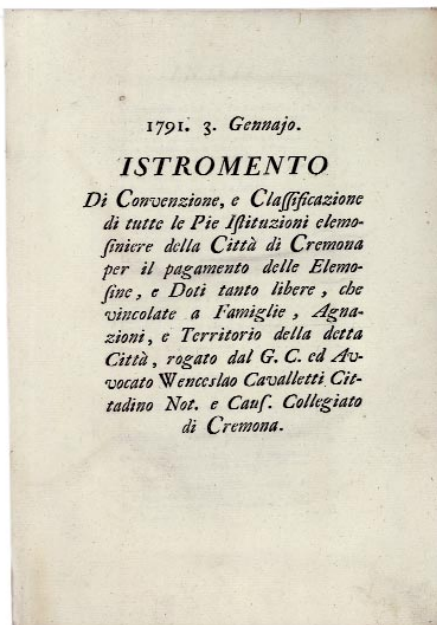 1791. 3. Gennajo.
ISTROMENTO
Di Convenzione, e Claſſificazione
di tutte le Pie Iſtituzioni elemo-
ſiniere della Città di Cremona
per il pagamento delle Elemo-
ſine, e Doti tanto libere, che
vincolate a Famiglie, Agna-
zioni, e Territorio della detta
Città, rogato dal G. C. ed Av-
vocato Wenceslao Cavalletti Cit-
tadino Not. e Cauſ. Collegiato
di Cremona.